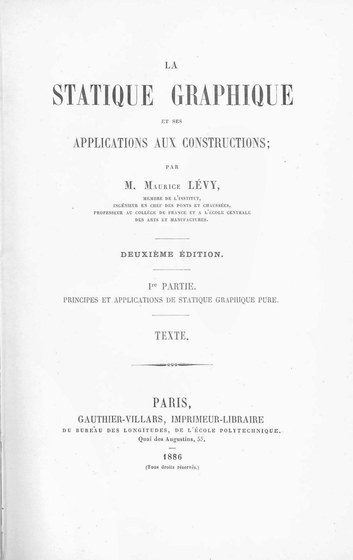 LA
STATIQUE GRAPHIQUE
ET SES
APPLICATIONS AUX CONSTRUCTIONS;
PAR
M. MAURICE LÉVY,
MEMBRE DE L'INSTITUT,
INGÉNIEUR EN CHEF DES PONTS ET CHAUSSÉES,
PROFESSEUR AU COLLÈGE DE FRANCE ET A L'ÉCOLE CENTRALE
DES ARTS ET MANUFACTURES.
DEUXIÈME ÉDITION.
Ire PARTIE.
PRINCIPES ET APPLICATIONS DE STATIQUE GRAPHIQUE PURE.
TEXTE.
PARIS,
GAUTHIER-VILLARS, IMPRIMEUR-LIBRAIRE
DU BUREAU DES LONGITUDES, DE L'ÉCOLE POLYTECHNIQUE.
Quai des Augustins, 55.
1886
(Tous droits réservés.)